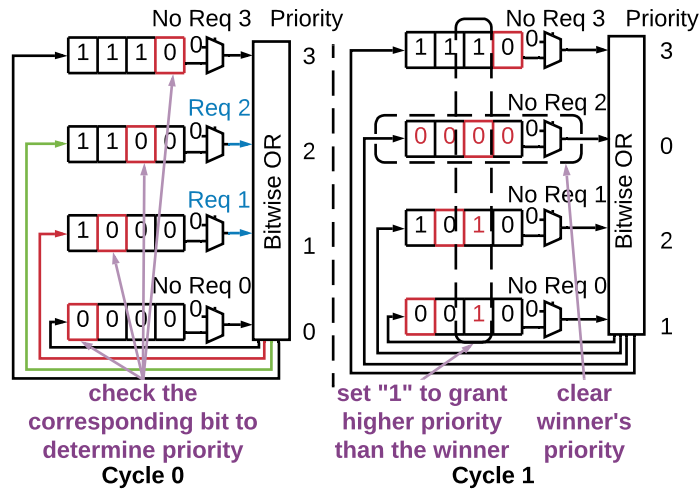 No Req 3 Priority
1 1 1 0 0 3
Req 2
1 1 0 0 0 2
Req 1
1 0 0 0 0 1
No Req 0
0 0 0 0 0 0
Bitwise OR
check the
corresponding bit to
determine priority
Cycle 0
No Req 3 Priority
1 1 1 0 0 3
No Req 2
0 0 0 0 0 0
No Req 1
1 0 1 0 0 2
No Req 0
0 0 1 0 0 1
Bitwise OR
set "1" to grant
higher priority
than the winner
clear
winner's
priority
Cycle 1